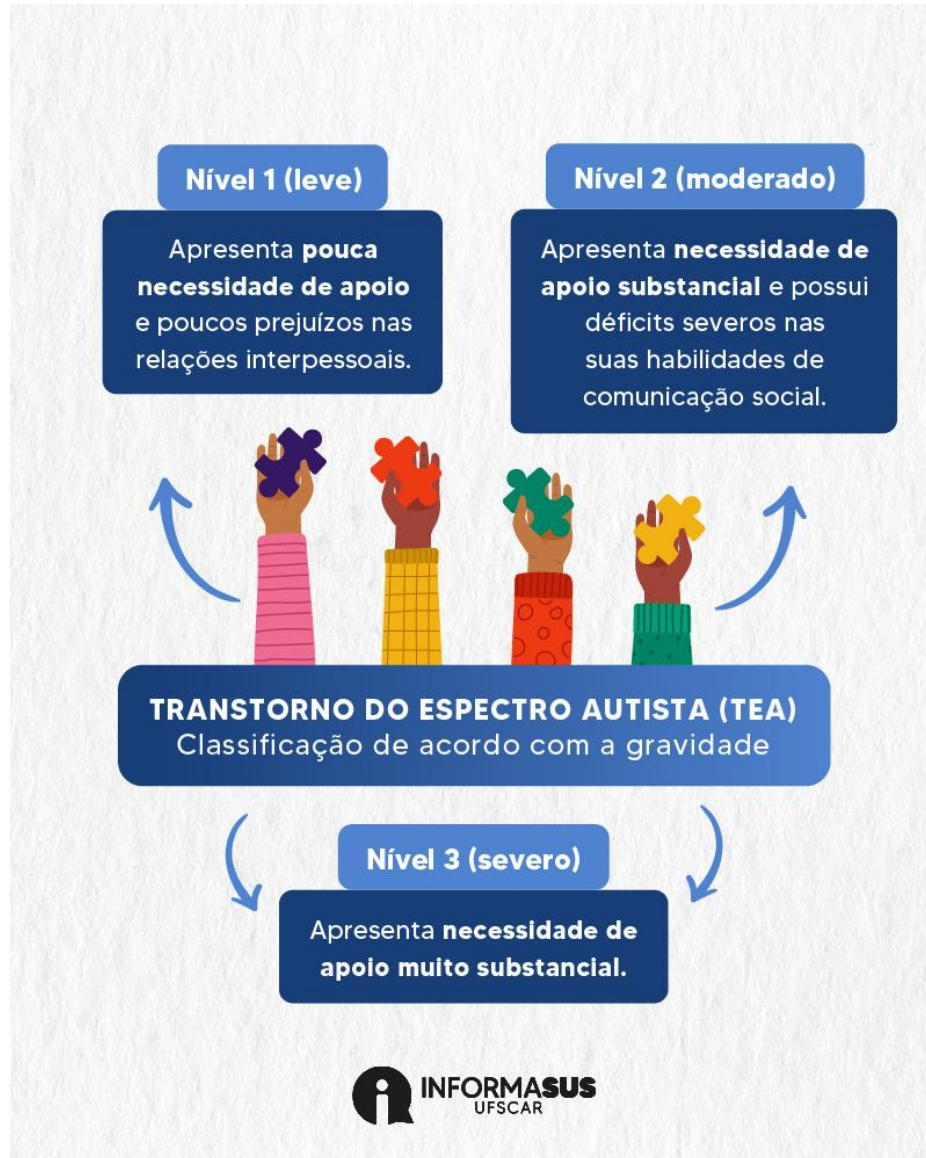 Nível 1 (leve)
Apresenta pouca
necessidade de apoio
e poucos prejuízos nas
relações interpessoais.
Nível 2 (moderado)
Apresenta necessidade de
apoio substancial e possui
déficits severos nas
suas habilidades de
comunicação social.
TRANSTORNO DO ESPECTRO AUTISTA (TEA)
Classificação de acordo com a gravidade
Nível 3 (severo)
Apresenta necessidade de
apoio muito substancial.
INFORMASUS
UFSCAR